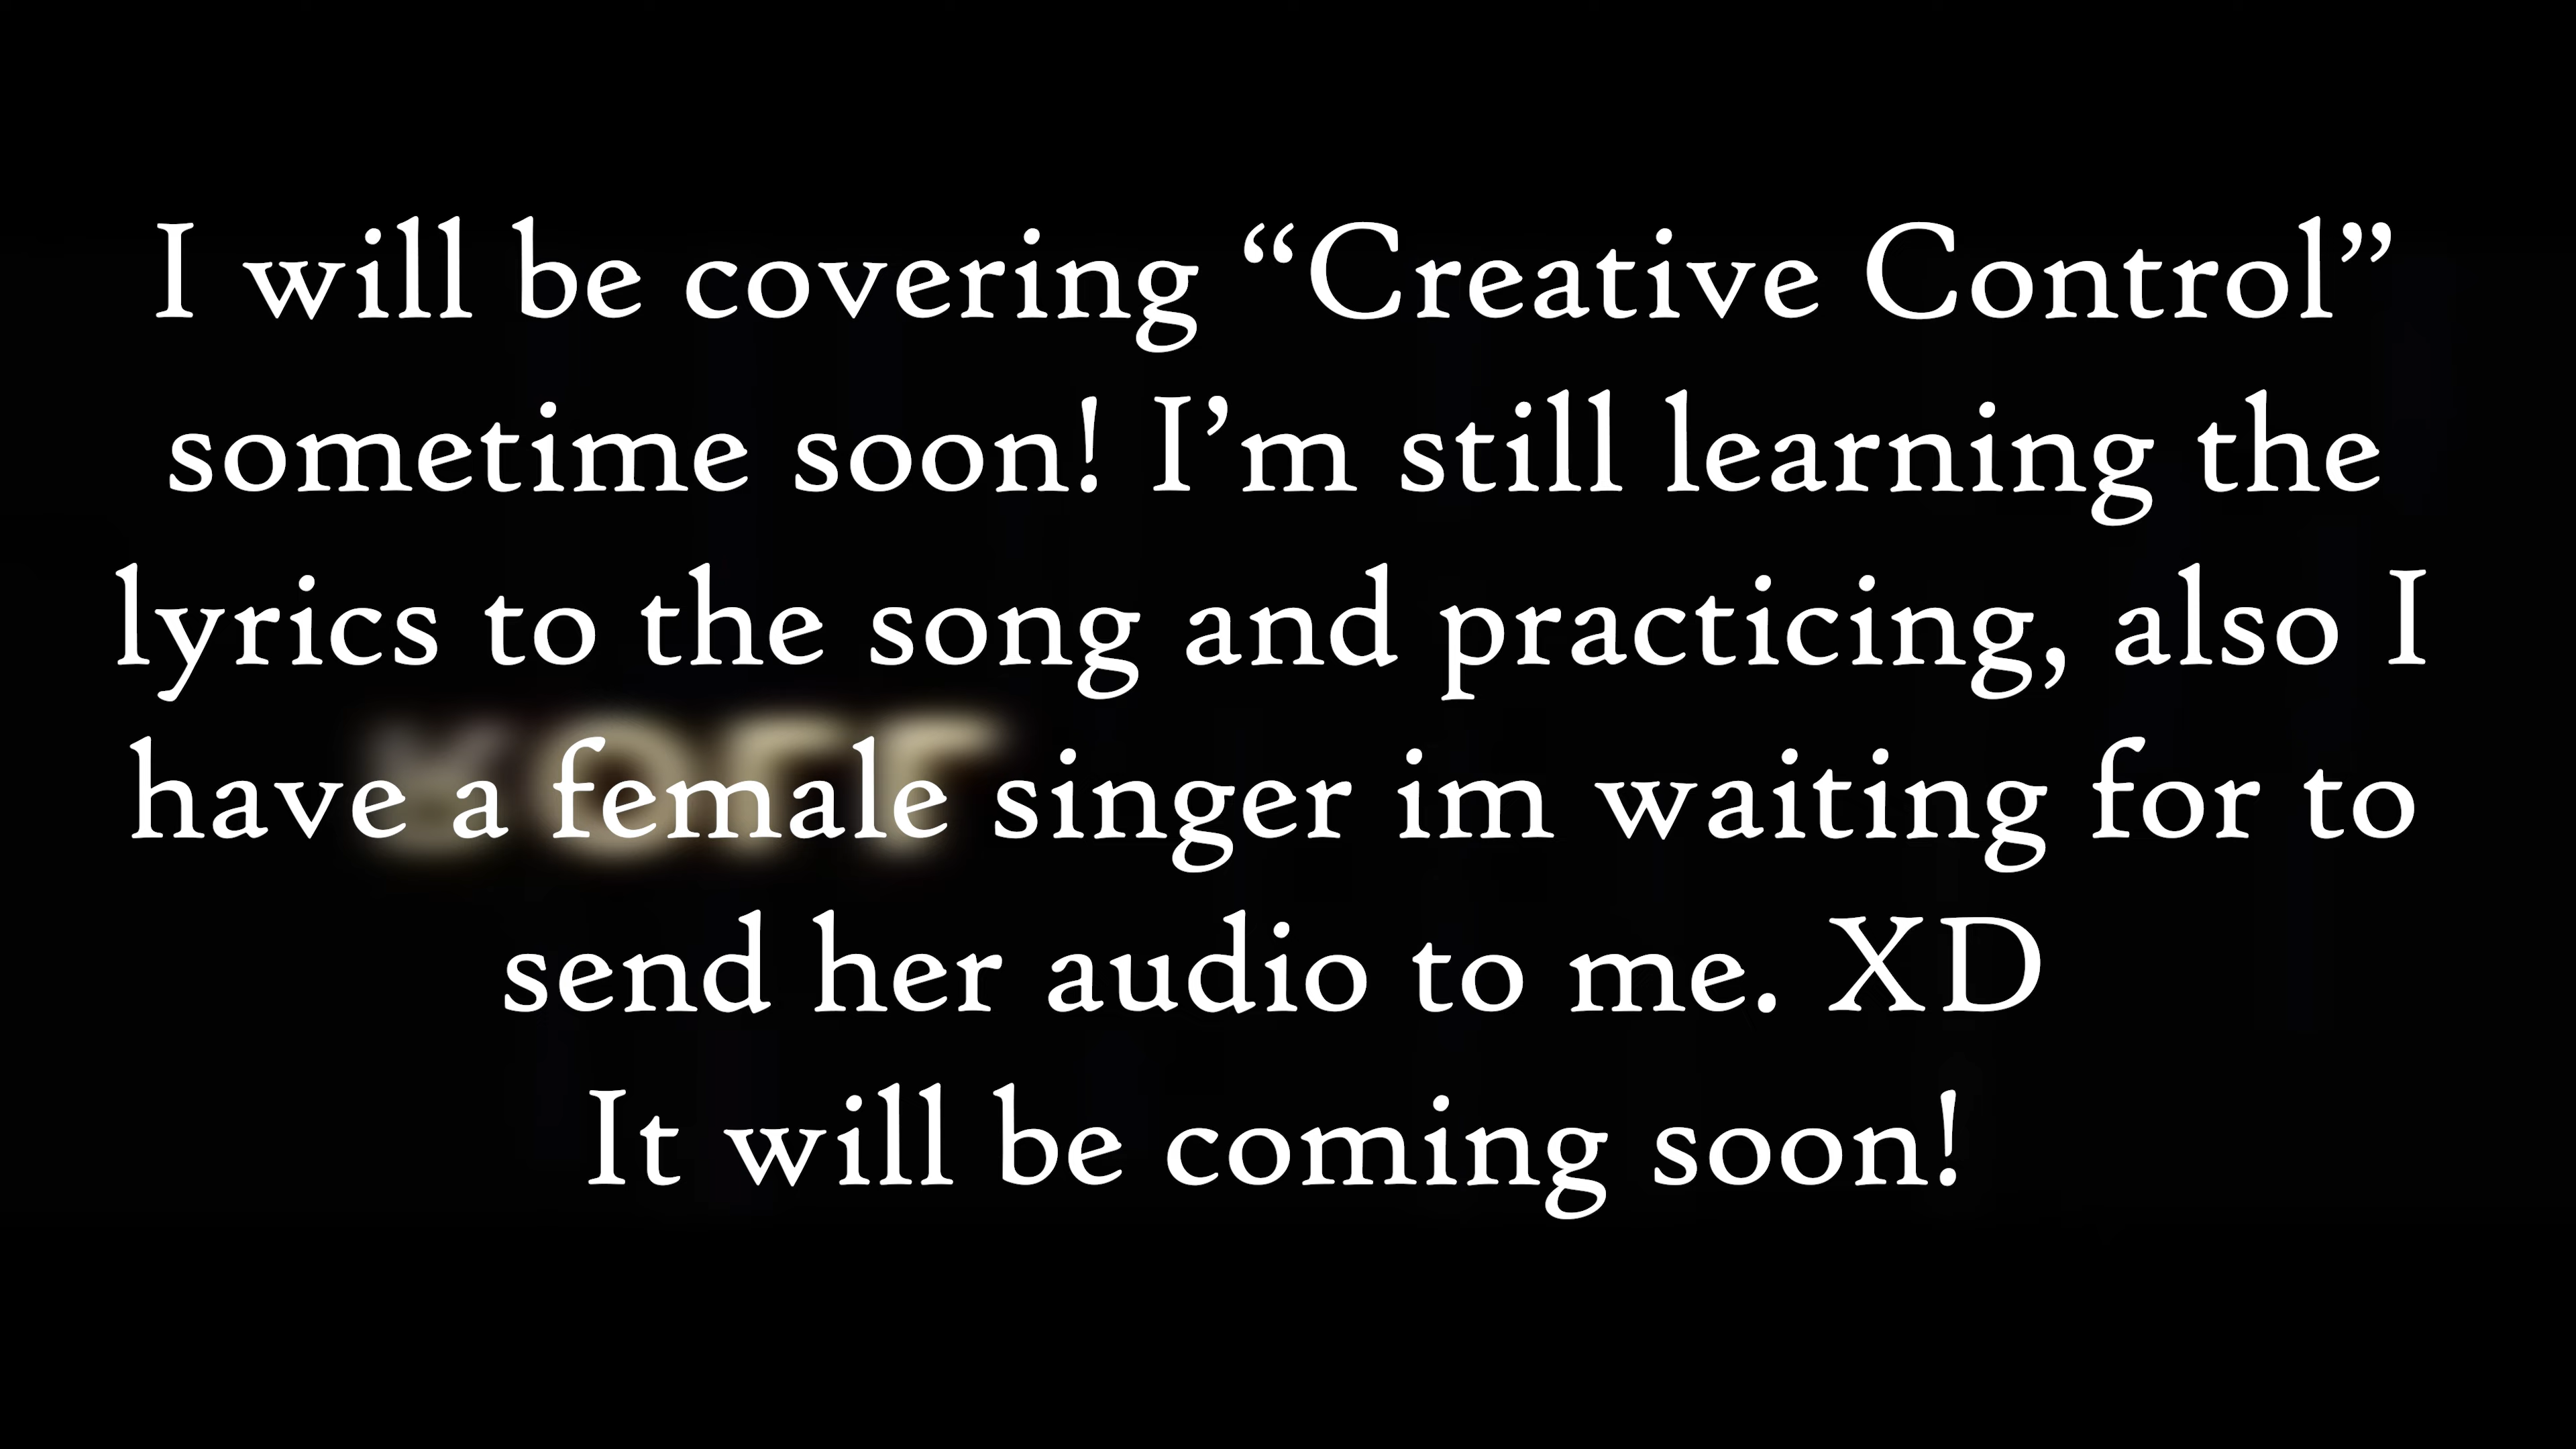 I will be covering “Creative Control”
sometime soon! I’m still learning the
lyrics to the song and practicing, also I
have a female singer im waiting for to
send her audio to me. XD
It will be coming soon!